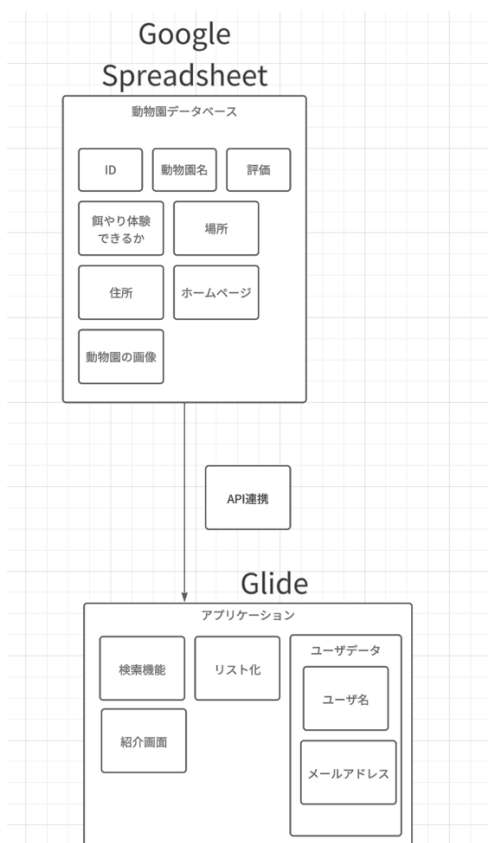 Google
Spreadsheet
動物園データベース
ID
動物園名
評価
餌やり体験
できるか
場所
住所
ホームページ
動物園の画像
API連携
Glide
アプリケーション
検索機能
リスト化
ユーザデータ
ユーザ名
紹介画面
メールアドレス